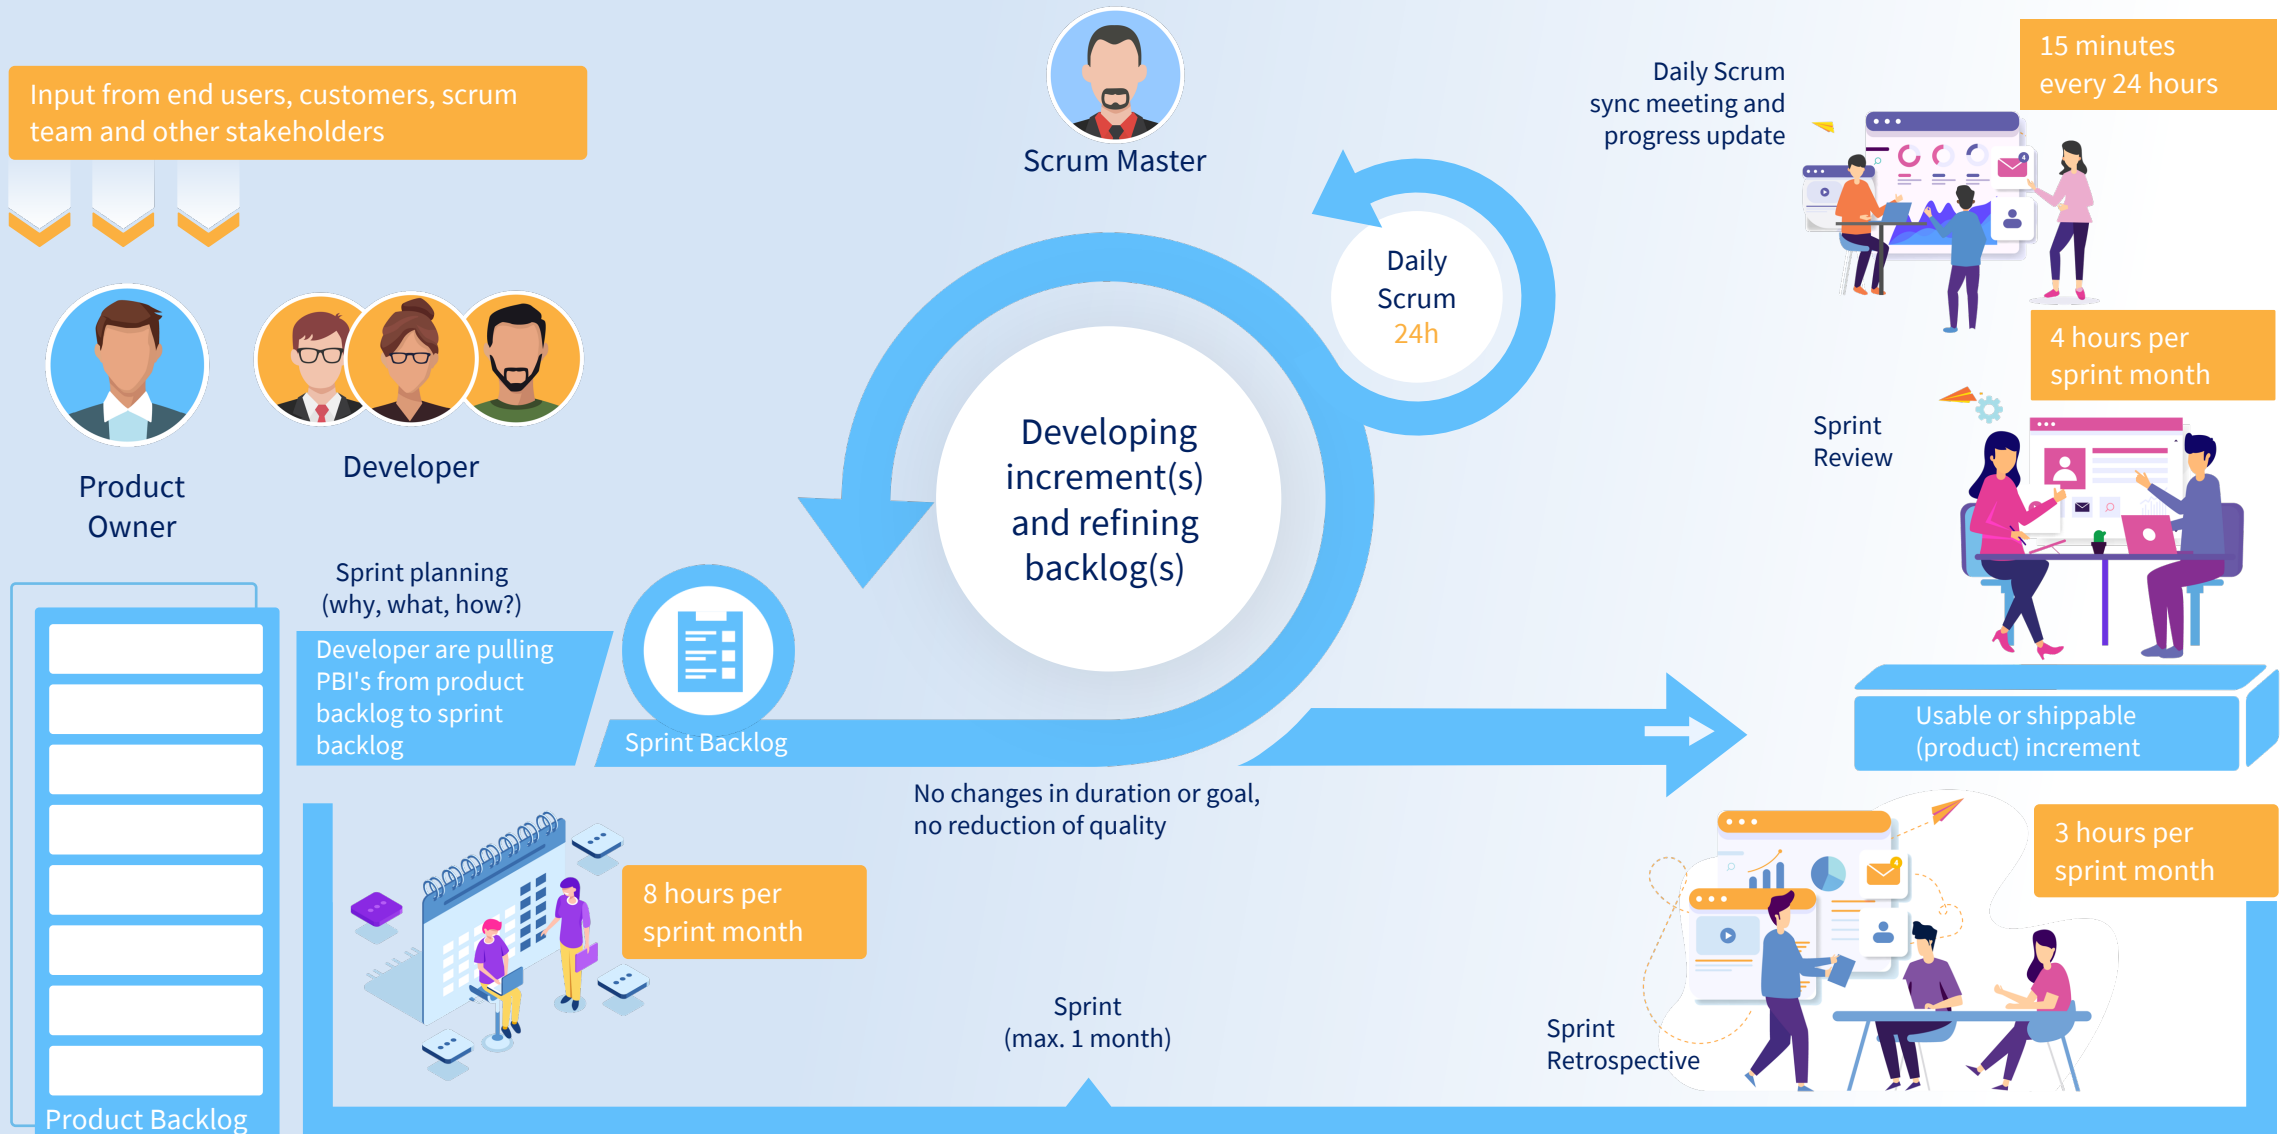 Input from end users, customers, scrum
team and other stakeholders
Product
Owner
Developer
Scrum Master
Daily
Scrum
24h
Daily Scrum
sync meeting and
progress update
15 minutes
every 24 hours
4 hours per
sprint month
Sprint
Review
Developing
increment(s)
and refining
backlog(s)
Sprint planning
(why, what, how?)
Developer are pulling
PBI's from product
backlog to sprint
backlog
Sprint Backlog
No changes in duration or goal,
no reduction of quality
Usable or shippable
(product) increment
8 hours per
sprint month
3 hours per
sprint month
Sprint
(max. 1 month)
Sprint
Retrospective
Product Backlog